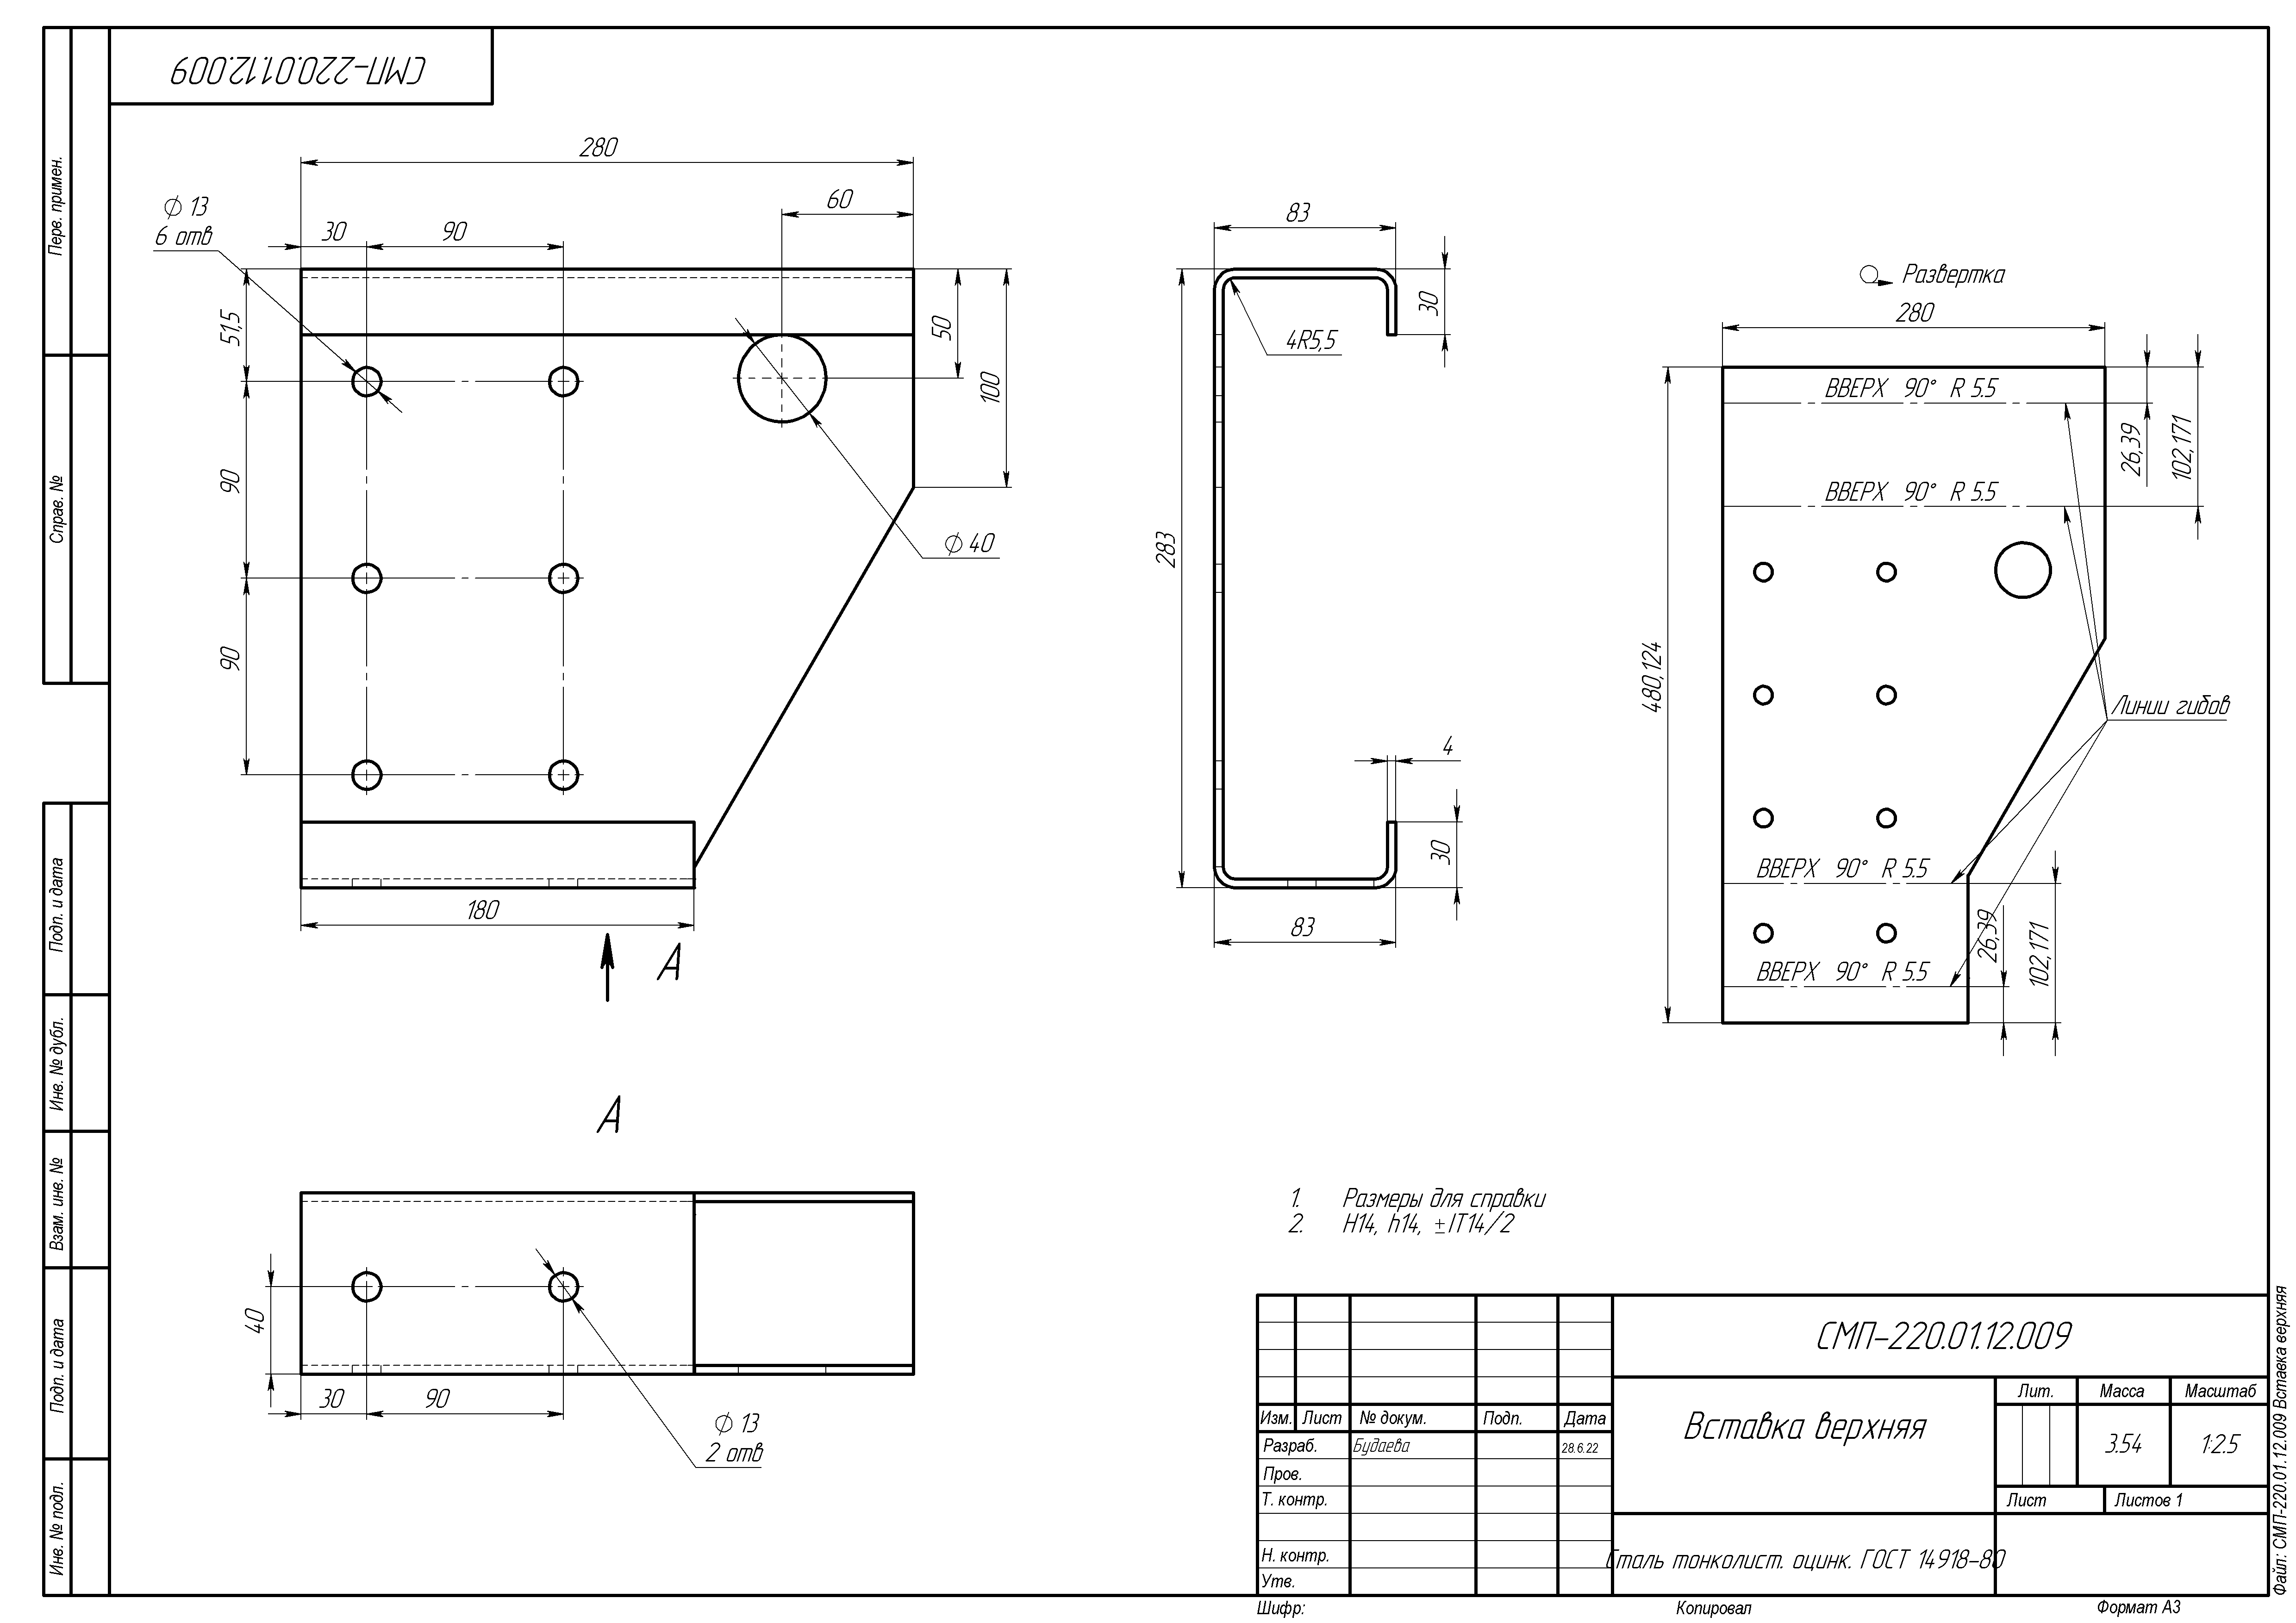 СМП-220.01.12.009
Перв. примен.
Справ. №
Подп. и дата
Инв. № дубл.
Взам. инв. №
Подп. и дата
Инв. № подл.
280
60
⌀ 13
6 отв
30
90
51,5
90
90
50
100
⌀ 40
180
А
83
30
4R5,5
283
4
30
83
Развертка
280
ВВЕРХ 90° R 5.5
26,39
102,171
ВВЕРХ 90° R 5.5
480,124
Линии гибов
ВВЕРХ 90° R 5.5
26,39
102,171
ВВЕРХ 90° R 5.5
А
40
30
90
⌀ 13
2 отв
1. Размеры для справки
2. H14, h14, ±IT14/2
СМП-220.01.12.009
Вставка верхняя
Лит. Масса Масштаб
3.54 1:2.5
Лист Листов 1
Изм. Лист № докум. Подп. Дата
Разраб. Будаева 28.6.22
Пров.
Т. контр.
Н. контр.
Утв.
Сталь тонколист. оцинк. ГОСТ 14918-80
Шифр: Копировал Формат А3
Файл: СМП-220.01.12.009 Вставка верхняя